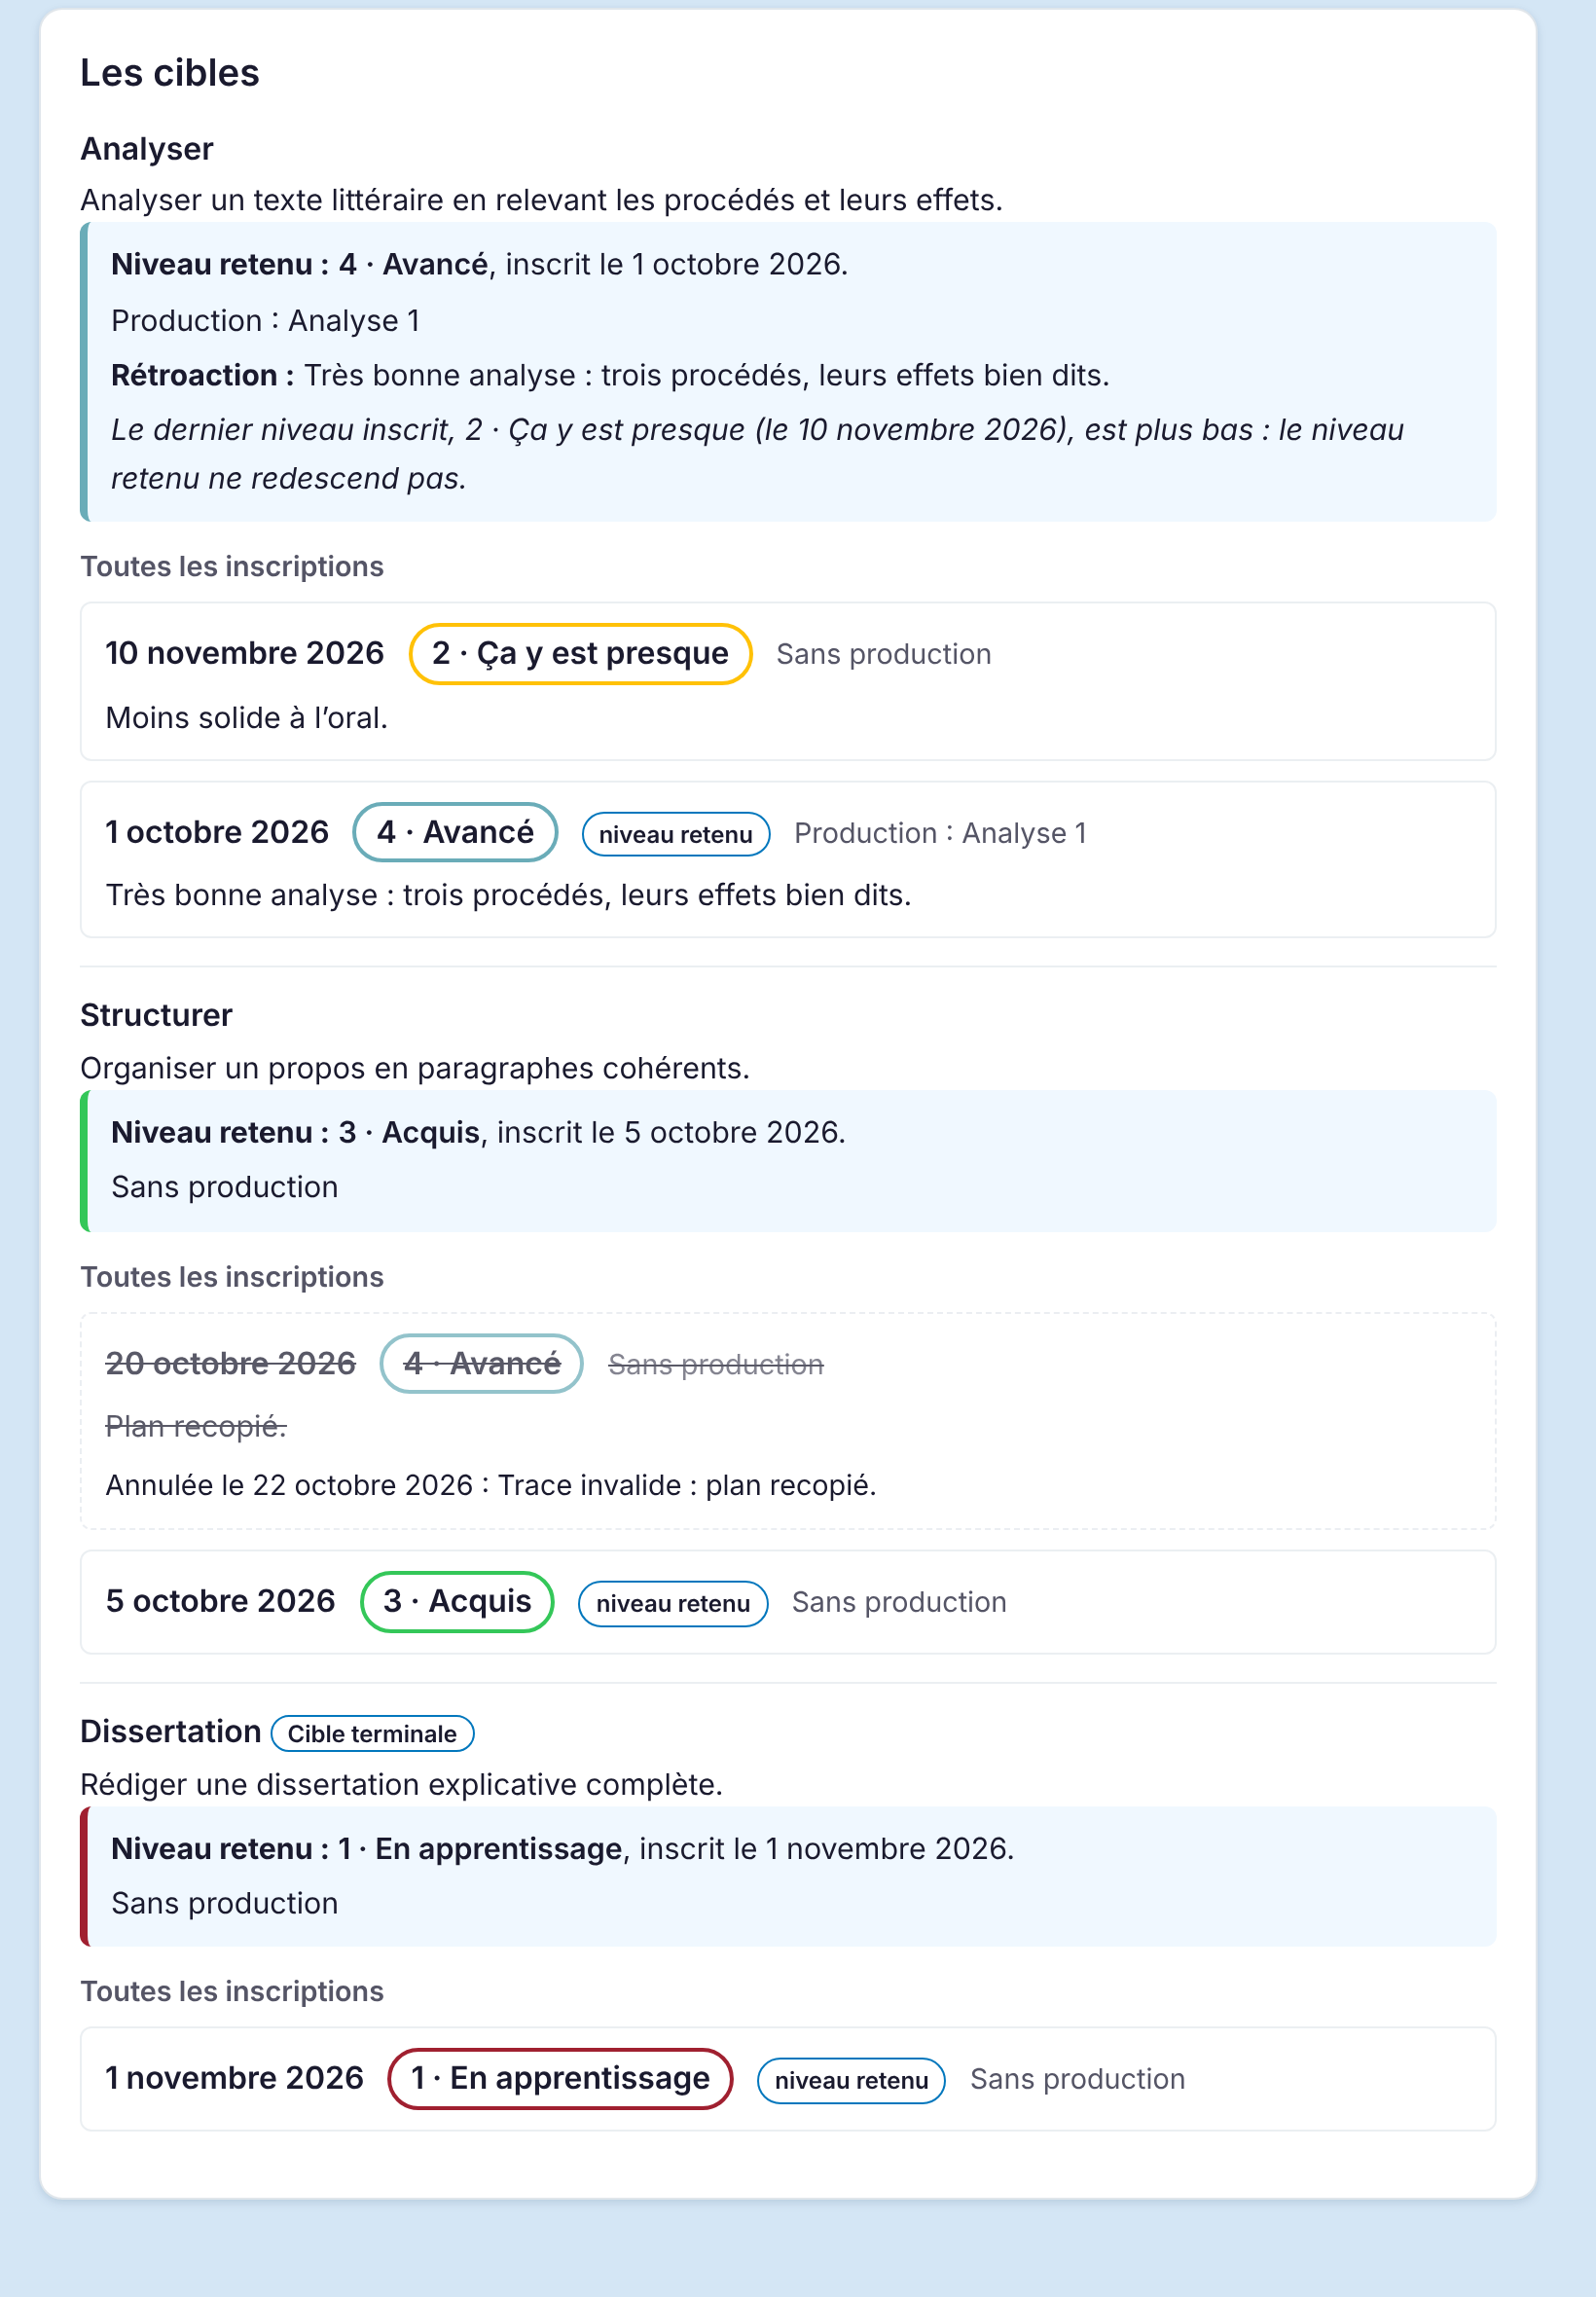 Les cibles
Analyser
Analyser un texte littéraire en relevant les procédés et leurs effets.
Niveau retenu : 4 · Avancé, inscrit le 1 octobre 2026.
Production : Analyse 1
Rétroaction : Très bonne analyse : trois procédés, leurs effets bien dits.
Le dernier niveau inscrit, 2 · Ça y est presque (le 10 novembre 2026), est plus bas : le niveau
retenu ne redescend pas.
Toutes les inscriptions
10 novembre 2026 2 · Ça y est presque Sans production
Moins solide à l’oral.
1 octobre 2026 4 · Avancé niveau retenu Production : Analyse 1
Très bonne analyse : trois procédés, leurs effets bien dits.
Structurer
Organiser un propos en paragraphes cohérents.
Niveau retenu : 3 · Acquis, inscrit le 5 octobre 2026.
Sans production
Toutes les inscriptions
20 octobre 2026 4 · Avancé Sans production
Plan recopié.
Annulée le 22 octobre 2026 : Trace invalide : plan recopié.
5 octobre 2026 3 · Acquis niveau retenu Sans production
Dissertation Cible terminale
Rédiger une dissertation explicative complète.
Niveau retenu : 1 · En apprentissage, inscrit le 1 novembre 2026.
Sans production
Toutes les inscriptions
1 novembre 2026 1 · En apprentissage niveau retenu Sans production